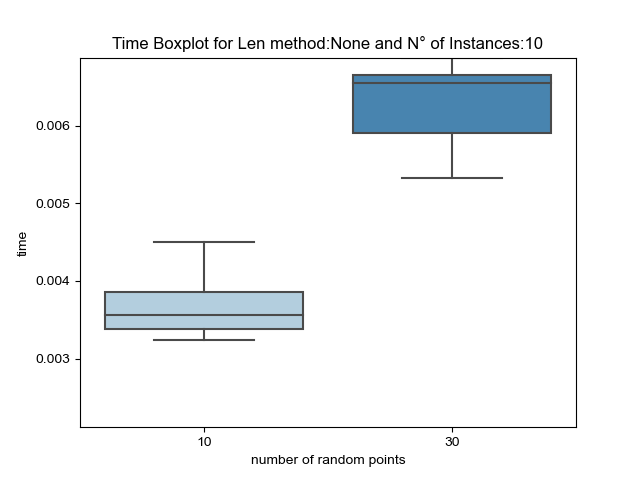 Time Boxplot for Len method:None and N° of Instances:10
0.006
0.005
0.004
0.003
time
10 30
number of random points